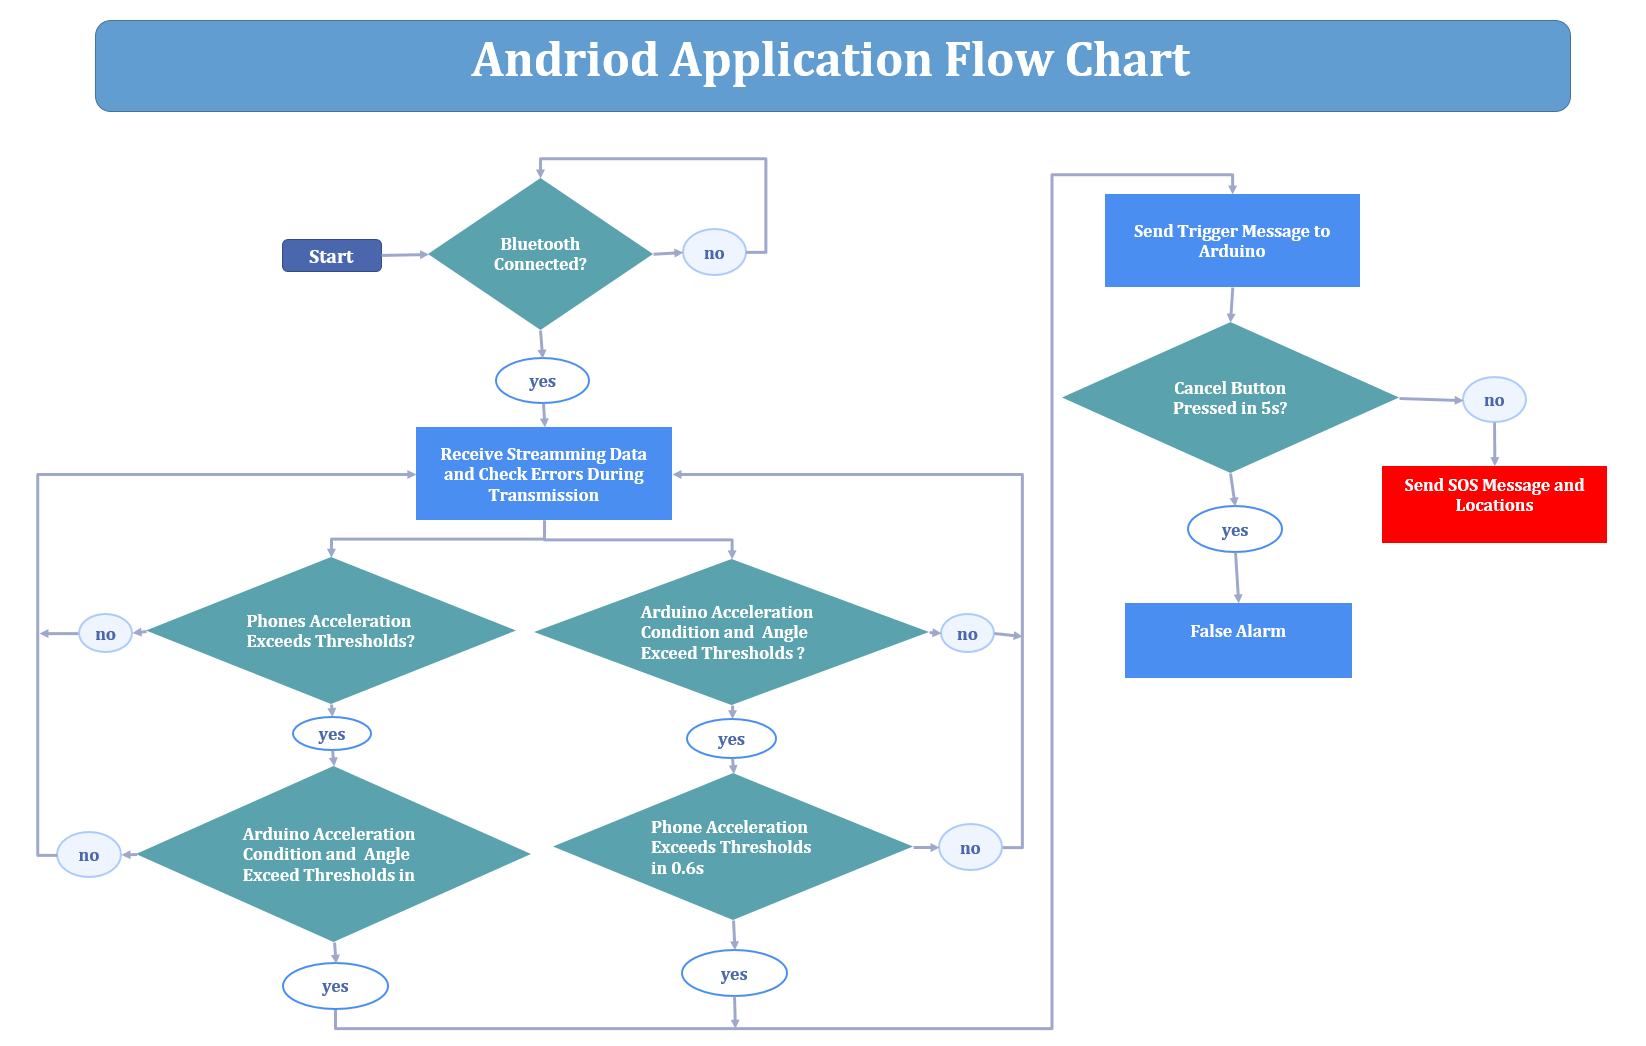 Andriod Application Flow Chart
Start
Bluetooth
Connected?
no
yes
Receive Streamming Data
and Check Errors During
Transmission
Phones Acceleration
Exceeds Thresholds?
no
yes
Arduino Acceleration
Condition and Angle
Exceed Thresholds in
no
yes
Arduino Acceleration
Condition and Angle
Exceed Thresholds ?
no
yes
Phone Acceleration
Exceeds Thresholds
in 0.6s
no
yes
Send Trigger Message to
Arduino
Cancel Button
Pressed in 5s?
no
Send SOS Message and
Locations
yes
False Alarm